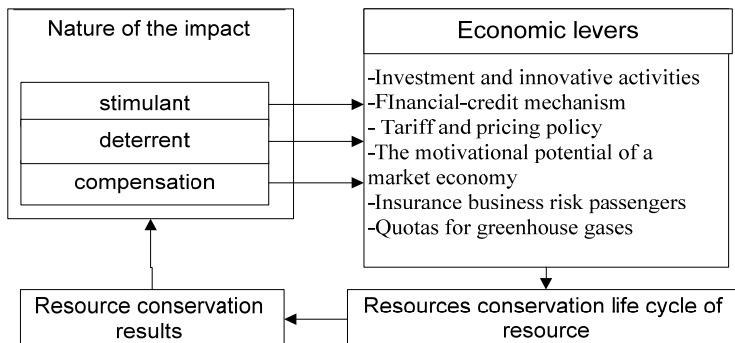 Nature of the impact
stimulant
deterrent
compensation
Economic levers
-Investment and innovative activities
-FInancial-credit mechanism
- Tariff and pricing policy
-The motivational potential of a
market economy
-Insurance business risk passengers
-Quotas for greenhouse gases
Resource conservation
results
Resources conservation life cycle of
resource